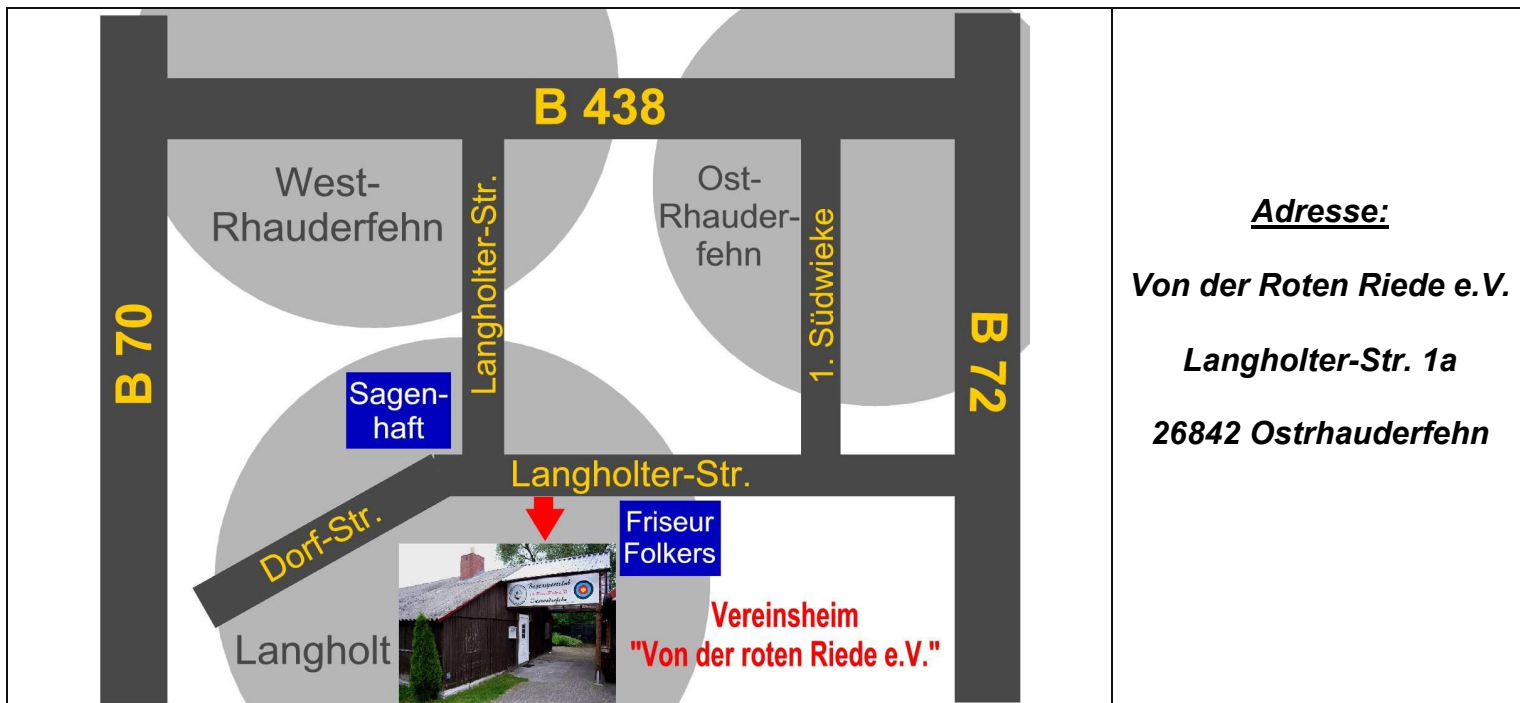 B 438
West-
Rhauderfehn
Langholter-Str.
Ost-
Rhauder-
fehn
1. Südwieke
B 70
B 72
Sagen-
haft
Langholter-Str.
Dorf-Str.
Friseur
Folkers
Langholt
Vereinsheim
"Von der roten Riede e.V."
Adresse:
Von der Roten Riede e.V.
Langholter-Str. 1a
26842 Ostrhauderfehn